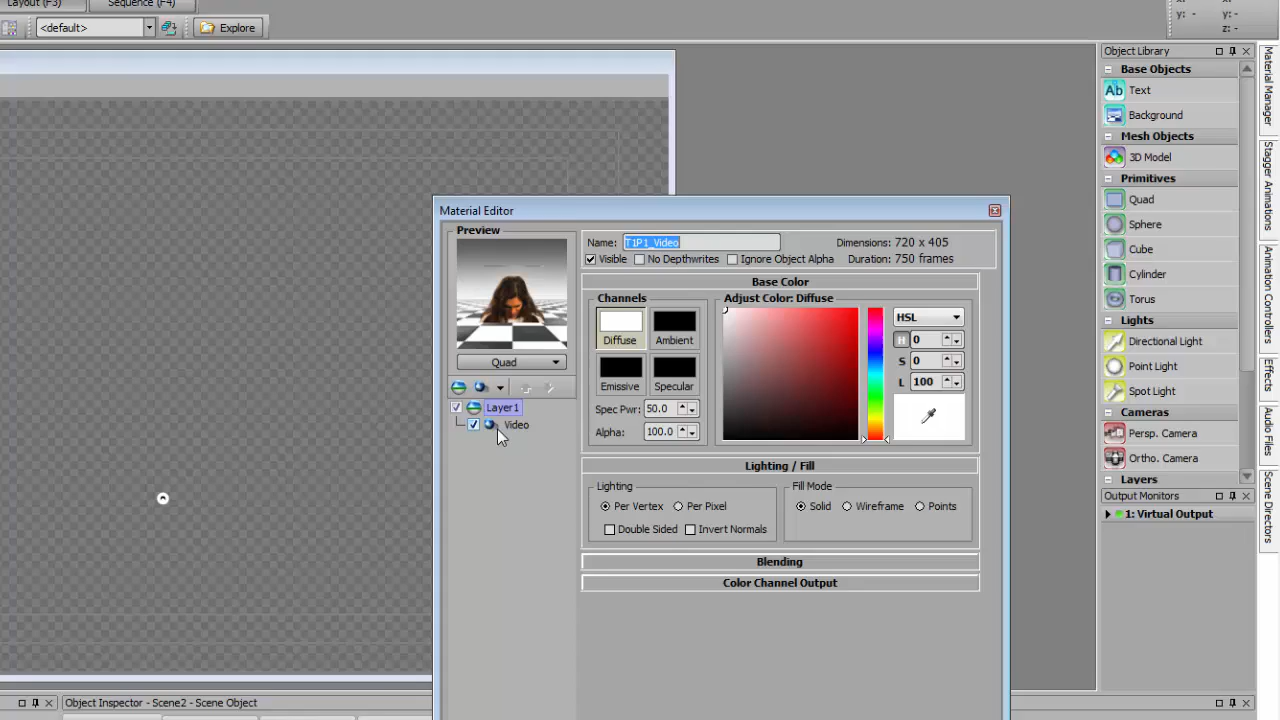 Layout (F3)
Sequence (F4)
<default>
Explore
y: - y: -
z: -
Object Library
Base Objects
Text
Background
Mesh Objects
3D Model
Primitives
Quad
Sphere
Cube
Cylinder
Torus
Lights
Directional Light
Point Light
Spot Light
Cameras
Persp. Camera
Ortho. Camera
Layers
Output Monitors
1: Virtual Output
Material Manager
Stagger Animations
Animation Controllers
Effects
Audio Files
Scene Directors
Material Editor
Preview
Quad
Layer1
Video
Name: T1P1_Video
Dimensions: 720 x 405
Visible No Depthwrites Ignore Object Alpha
Duration: 750 frames
Base Color
Channels
Diffuse
Ambient
Emissive
Specular
Spec Pwr: 50.0
Alpha: 100.0
Adjust Color: Diffuse
HSL
H 0
S 0
L 100
Lighting / Fill
Lighting
Per Vertex Per Pixel
Double Sided Invert Normals
Fill Mode
Solid Wireframe Points
Blending
Color Channel Output
Object Inspector - Scene2 - Scene Object